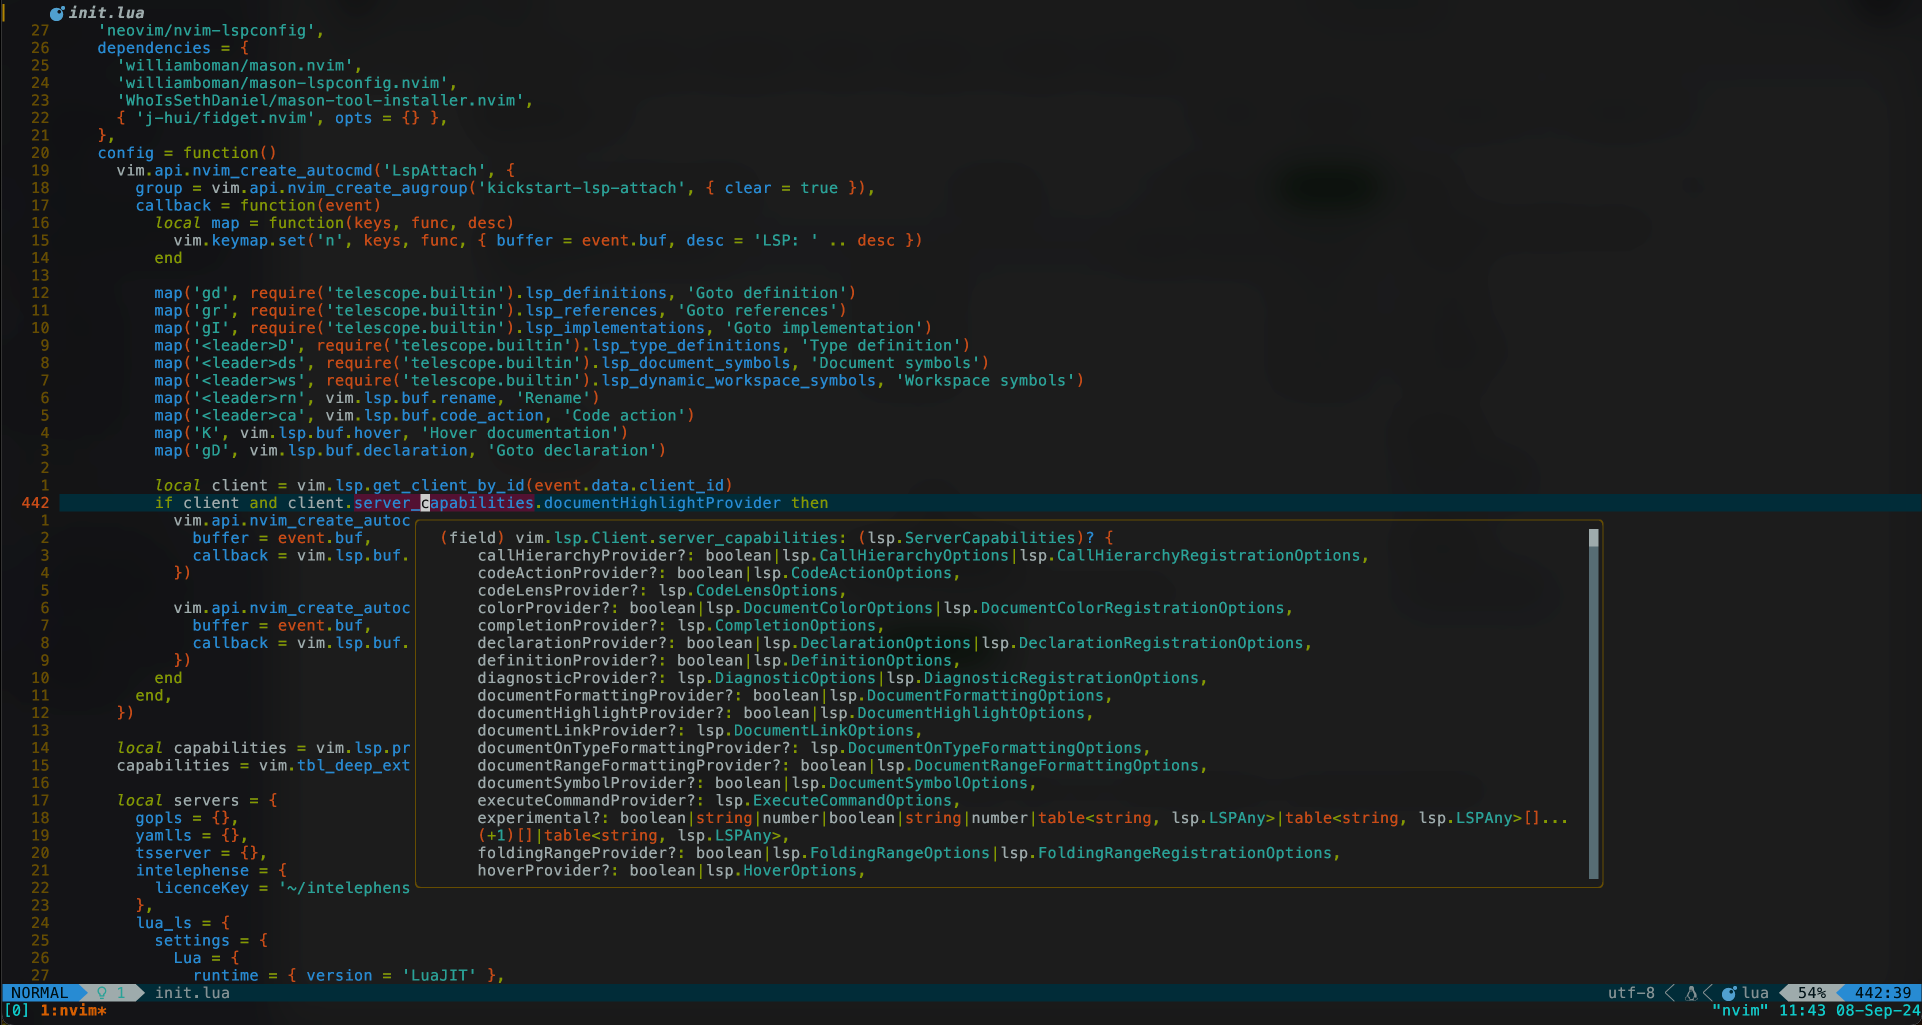 init.lua
27 'neovim/nvim-lspconfig',
26 dependencies = {
25 'williamboman/mason.nvim',
24 'williamboman/mason-lspconfig.nvim',
23 'WhoIsSethDaniel/mason-tool-installer.nvim',
22 { 'j-hui/fidget.nvim', opts = {} },
21 },
20 config = function()
19 vim.api.nvim_create_autocmd('LspAttach', {
18 group = vim.api.nvim_create_augroup('kickstart-lsp-attach', { clear = true }),
17 callback = function(event)
16 local map = function(keys, func, desc)
15 vim.keymap.set('n', keys, func, { buffer = event.buf, desc = 'LSP: ' .. desc })
14 end
13
12 map('gd', require('telescope.builtin').lsp_definitions, 'Goto definition')
11 map('gr', require('telescope.builtin').lsp_references, 'Goto references')
10 map('gI', require('telescope.builtin').lsp_implementations, 'Goto implementation')
9 map('<leader>D', require('telescope.builtin').lsp_type_definitions, 'Type definition')
8 map('<leader>ds', require('telescope.builtin').lsp_document_symbols, 'Document symbols')
7 map('<leader>ws', require('telescope.builtin').lsp_dynamic_workspace_symbols, 'Workspace symbols')
6 map('<leader>rn', vim.lsp.buf.rename, 'Rename')
5 map('<leader>ca', vim.lsp.buf.code_action, 'Code action')
4 map('K', vim.lsp.buf.hover, 'Hover documentation')
3 map('gD', vim.lsp.buf.declaration, 'Goto declaration')
2
1 local client = vim.lsp.get_client_by_id(event.data.client_id)
442 if client and client.server_capabilities.documentHighlightProvider then
1 vim.api.nvim_create_autoc
2 buffer = event.buf, (field) vim.lsp.Client.server_capabilities: (lsp.ServerCapabilities)? {
3 callback = vim.lsp.buf. callHierarchyProvider?: boolean|lsp.CallHierarchyOptions|lsp.CallHierarchyRegistrationOptions,
4 }) codeActionProvider?: boolean|lsp.CodeActionOptions,
5 codeLensProvider?: lsp.CodeLensOptions,
6 vim.api.nvim_create_autoc colorProvider?: boolean|lsp.DocumentColorOptions|lsp.DocumentColorRegistrationOptions,
7 buffer = event.buf, completionProvider?: lsp.CompletionOptions,
8 callback = vim.lsp.buf. declarationProvider?: boolean|lsp.DeclarationOptions|lsp.DeclarationRegistrationOptions,
9 }) definitionProvider?: boolean|lsp.DefinitionOptions,
10 end diagnosticProvider?: lsp.DiagnosticOptions|lsp.DiagnosticRegistrationOptions,
11 end, documentFormattingProvider?: boolean|lsp.DocumentFormattingOptions,
12 }) documentHighlightProvider?: boolean|lsp.DocumentHighlightOptions,
13 documentLinkProvider?: lsp.DocumentLinkOptions,
14 local capabilities = vim.lsp.pr documentOnTypeFormattingProvider?: lsp.DocumentOnTypeFormattingOptions,
15 capabilities = vim.tbl_deep_ext documentRangeFormattingProvider?: boolean|lsp.DocumentRangeFormattingOptions,
16 documentSymbolProvider?: boolean|lsp.DocumentSymbolOptions,
17 local servers = { executeCommandProvider?: lsp.ExecuteCommandOptions,
18 gopls = {}, experimental?: boolean|string|number|boolean|string|number|table<string, lsp.LSPAny>|table<string, lsp.LSPAny>[]...
19 yamlls = {}, (+1)[]|table<string, lsp.LSPAny>,
20 tsserver = {}, foldingRangeProvider?: boolean|lsp.FoldingRangeOptions|lsp.FoldingRangeRegistrationOptions,
21 intelephense = { hoverProvider?: boolean|lsp.HoverOptions,
22 licenceKey = '~/intelephens
23 },
24 lua_ls = {
25 settings = {
26 Lua = {
27 runtime = { version = 'LuaJIT' },
NORMAL 1 init.lua utf-8 lua 54% 442:39
[0] 1:nvim* "nvim" 11:43 08-Sep-24